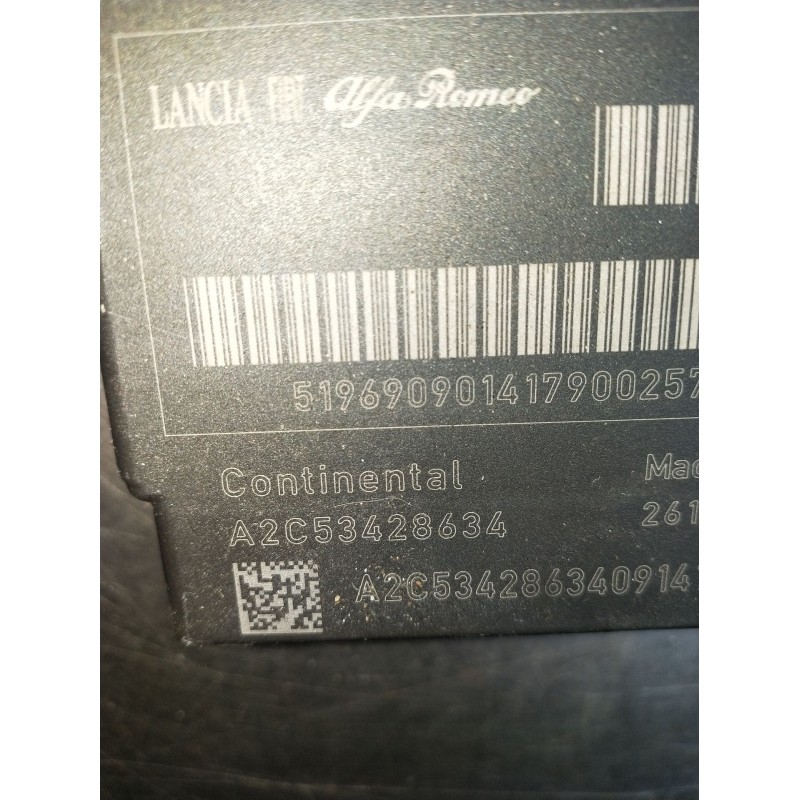 LANCIA FIAT Alfa Romeo
519690901417900257
Continental Mad
A2C53428634 261
A2C5342863409141